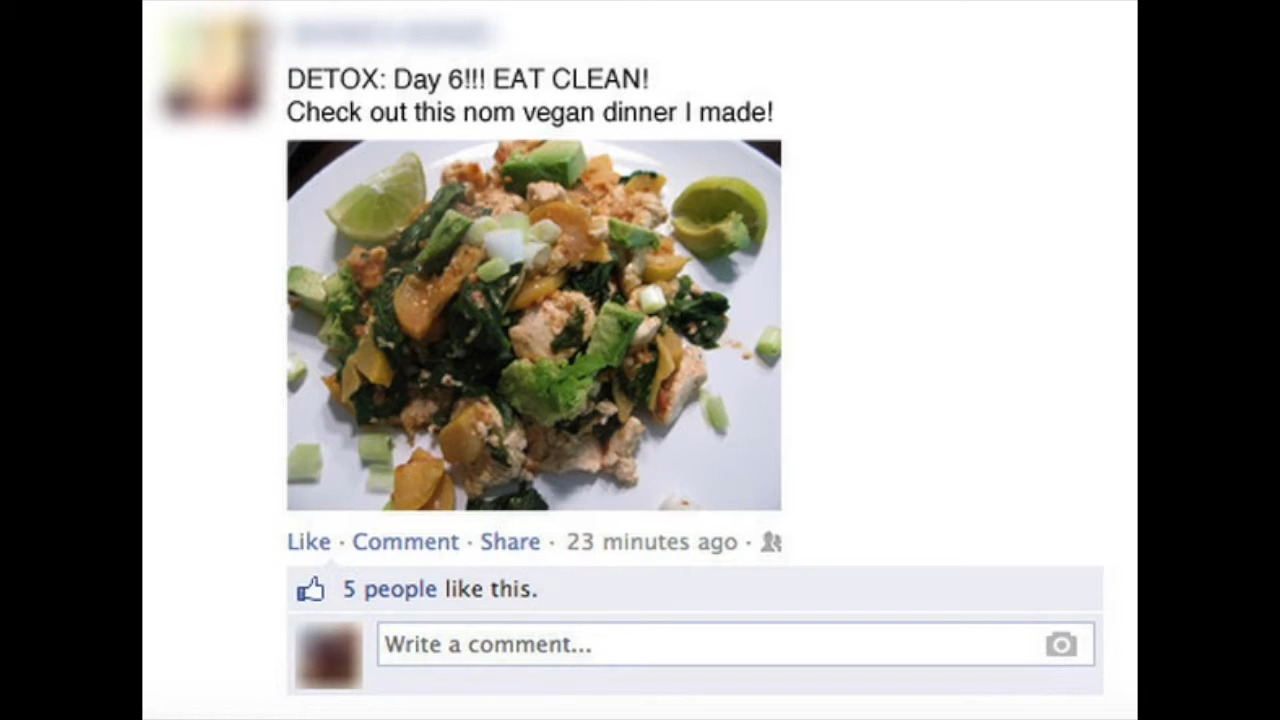 DETOX: Day 6!!! EAT CLEAN!
Check out this nom vegan dinner I made!
Like · Comment · Share · 23 minutes ago ·
5 people like this.
Write a comment...